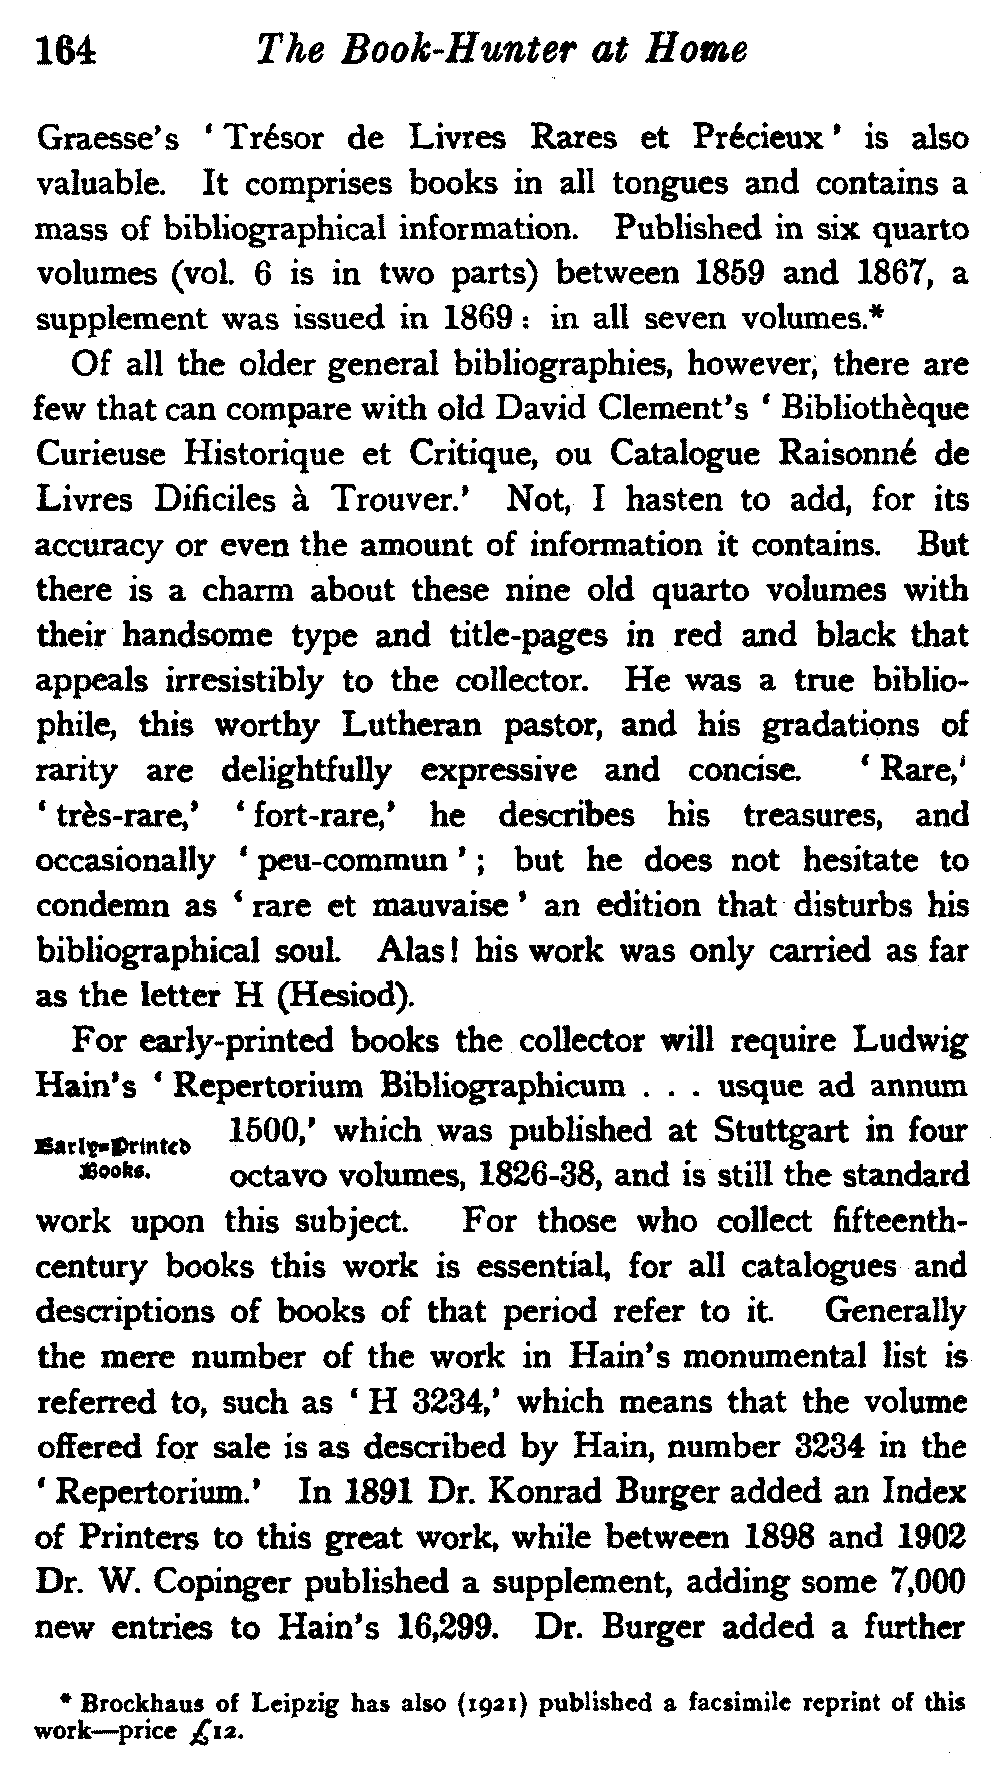 164 The Book-Hunter at Home
Graesse's ‘Trésor de Livres Rares et Précieux’ is also
valuable. It comprises books in all tongues and contains a
mass of bibliographical information. Published in six quarto
volumes (vol. 6 is in two parts) between 1859 and 1867, a
supplement was issued in 1869: in all seven volumes.*
Of all the older general bibliographies, however, there are
few that can compare with old David Clement's ‘Bibliothèque
Curieuse Historique et Critique, ou Catalogue Raisonné de
Livres Dificiles à Trouver.’ Not, I hasten to add, for its
accuracy or even the amount of information it contains. But
there is a charm about these nine old quarto volumes with
their handsome type and title-pages in red and black that
appeals irresistibly to the collector. He was a true biblio-
phile, this worthy Lutheran pastor, and his gradations of
rarity are delightfully expressive and concise. ‘Rare,’
‘très-rare,’ ‘fort-rare,’ he describes his treasures, and
occasionally ‘peu-commun’; but he does not hesitate to
condemn as ‘rare et mauvaise’ an edition that disturbs his
bibliographical soul. Alas! his work was only carried as far
as the letter H (Hesiod).
For early-printed books the collector will require Ludwig
Hain's ‘Repertorium Bibliographicum . . . usque ad annum
Early-Printed
Books.
1500,’ which was published at Stuttgart in four
octavo volumes, 1826-38, and is still the standard
work upon this subject. For those who collect fifteenth-
century books this work is essential, for all catalogues and
descriptions of books of that period refer to it. Generally
the mere number of the work in Hain's monumental list is
referred to, such as ‘H 3234,’ which means that the volume
offered for sale is as described by Hain, number 3234 in the
‘Repertorium.’ In 1891 Dr. Konrad Burger added an Index
of Printers to this great work, while between 1898 and 1902
Dr. W. Copinger published a supplement, adding some 7,000
new entries to Hain's 16,299. Dr. Burger added a further
* Brockhaus of Leipzig has also (1921) published a facsimile reprint of this
work—price £12.